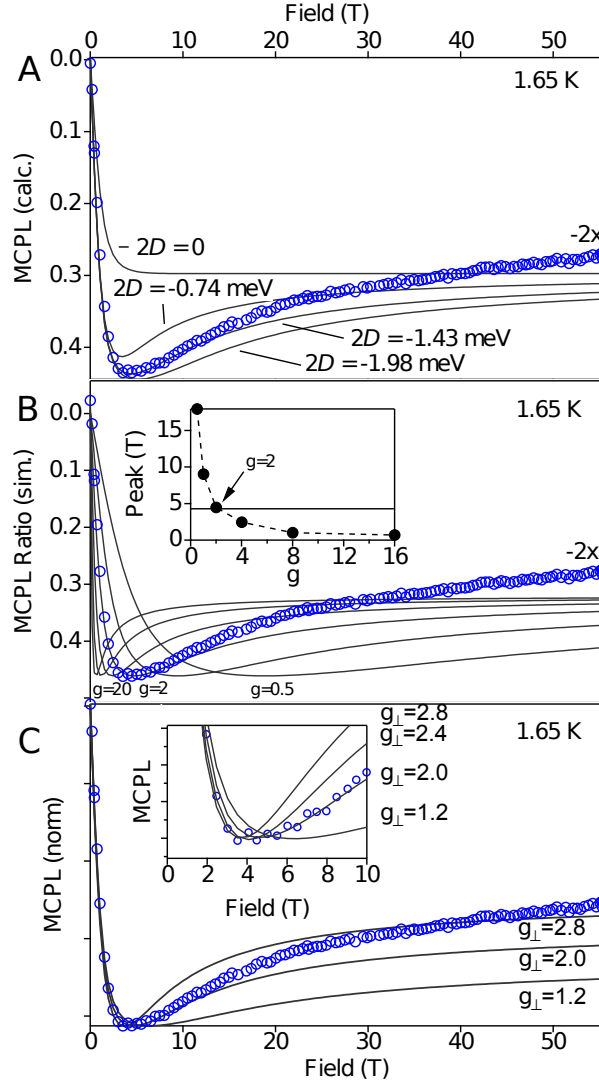 Field (T)
0 10 20 30 40 50
A
1.65 K
0.0
0.1
0.2
0.3
0.4
MCPL (calc.)
2D = 0
-2x
2D = -0.74 meV
2D = -1.43 meV
2D = -1.98 meV
B
1.65 K
0.0
0.1
0.2
0.3
0.4
MCPL Ratio (sim.)
15
10
5
0
Peak (T)
g=2
0 4 8 12 16
g
-2x
g=20 g=2 g=0.5
C
1.65 K
MCPL (norm)
MCPL
g⊥=2.8
g⊥=2.4
g⊥=2.0
g⊥=1.2
0 2 4 6 8 10
Field (T)
g⊥=2.8
g⊥=2.0
g⊥=1.2
0 10 20 30 40 50
Field (T)